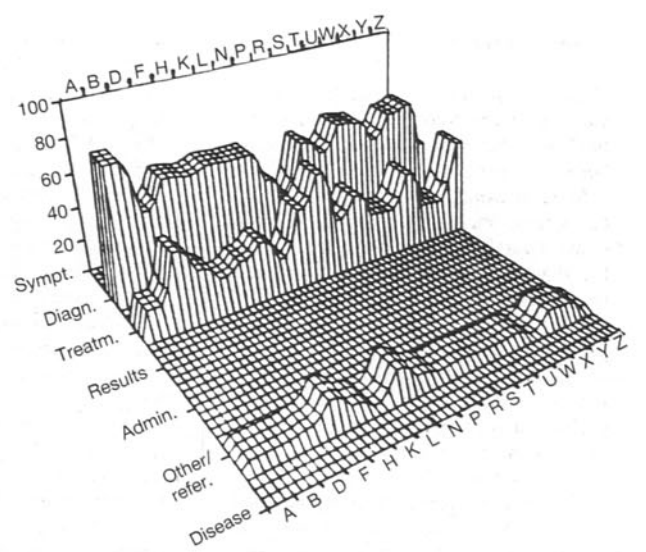 A B D F H K L N P R S T U W X Y Z
100
80
60
40
20
Sympt.
Diagn.
Treatm.
Results
Admin.
Other/
refer.
Disease
A B D F H K L N P R S T U W X Y Z